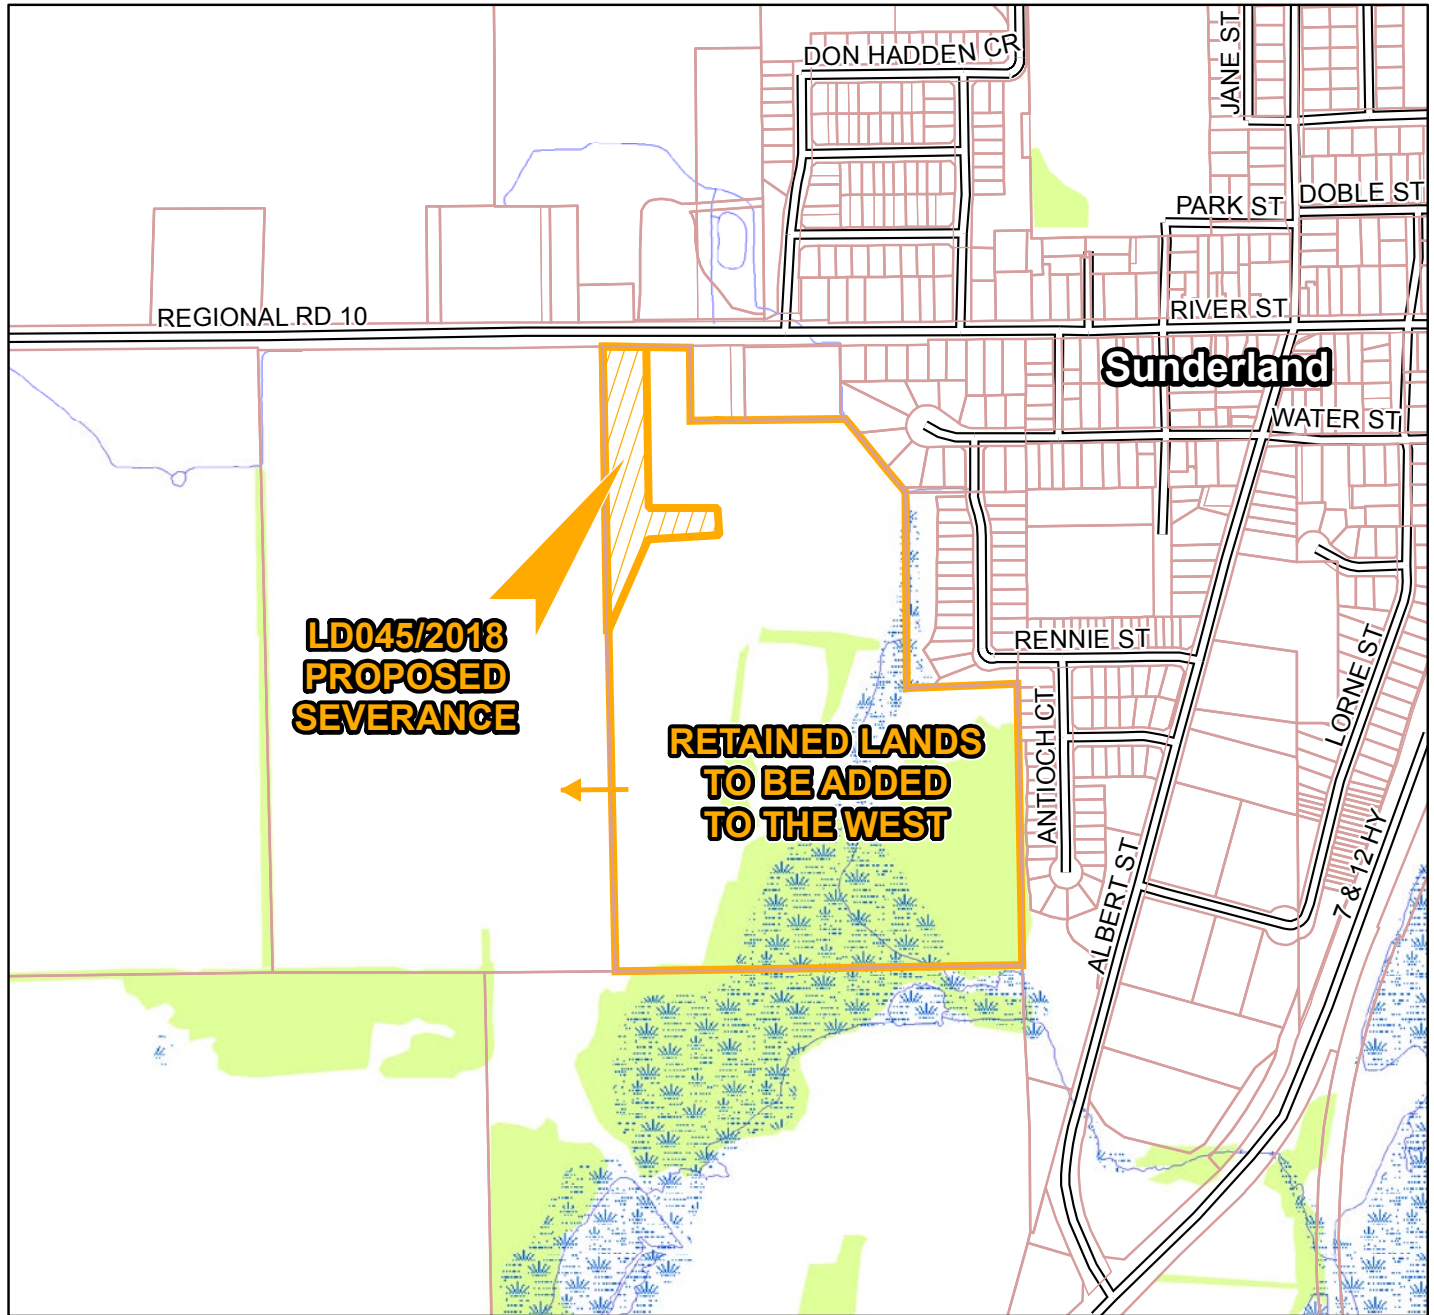 DON HADDEN CR
JANE ST
PARK ST
DOBLE ST
REGIONAL RD 10
RIVER ST
Sunderland
WATER ST
LD045/2018
PROPOSED
SEVERANCE
RENNIE ST
LORNE ST
ANTIOCH CT
RETAINED LANDS
TO BE ADDED
TO THE WEST
ALBERT ST
7 & 12 HY